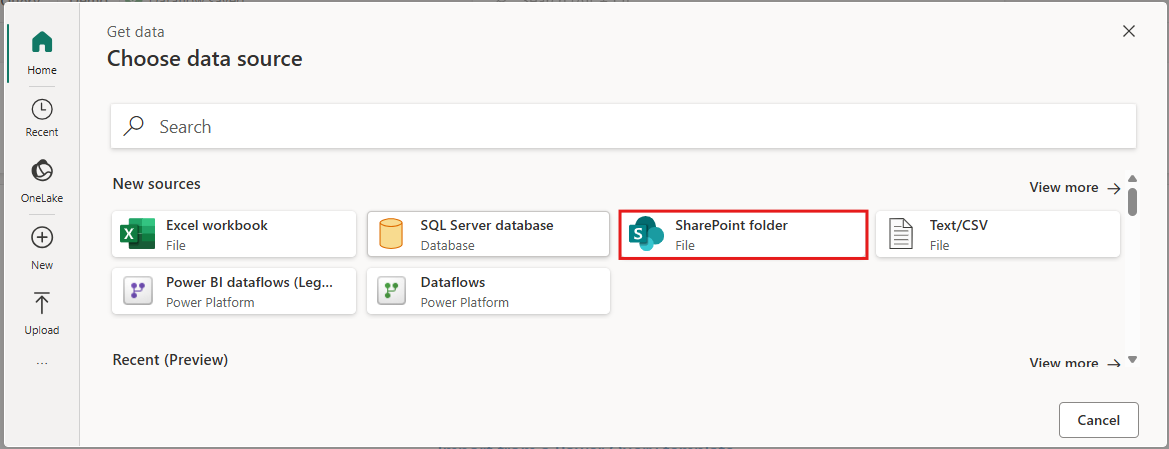 Get data
Choose data source
Home
Recent
OneLake
New
Upload
...
Search
New sources
View more
Excel workbook
File
SQL Server database
Database
SharePoint folder
File
Text/CSV
File
Power BI dataflows (Leg...
Power Platform
Dataflows
Power Platform
Recent (Preview)
View more
Cancel